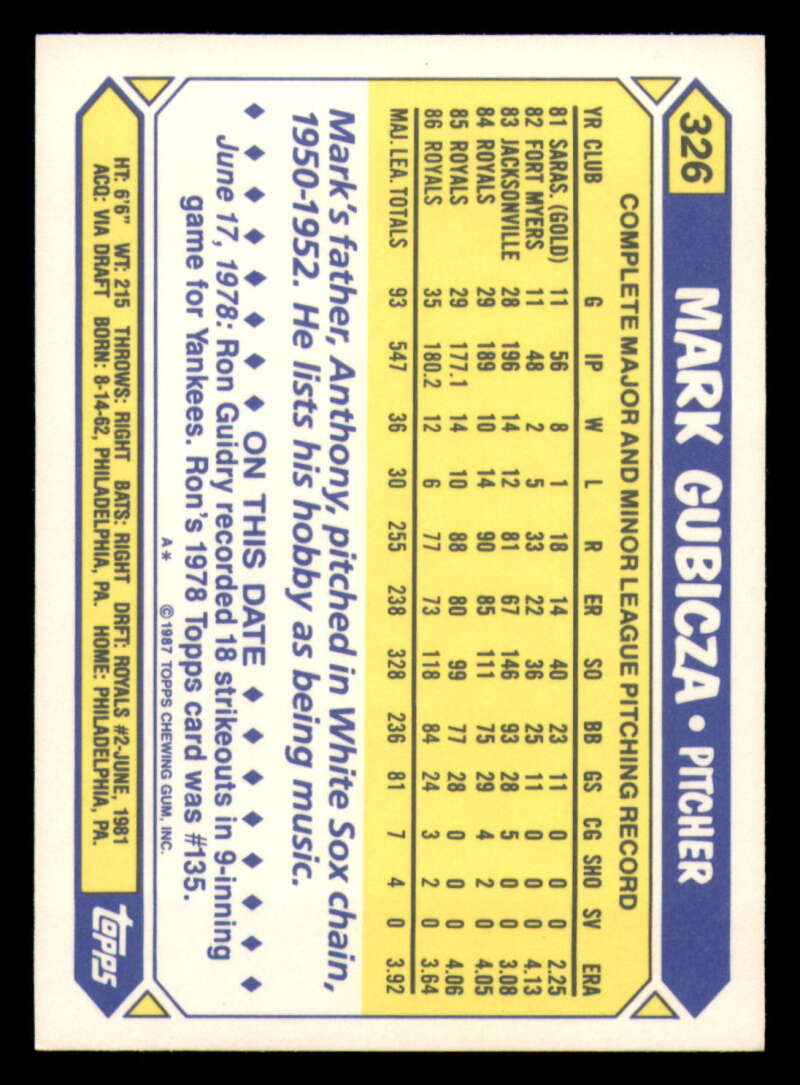 326 MARK GUBICZA • PITCHER
COMPLETE MAJOR AND MINOR LEAGUE PITCHING RECORD
YR CLUB G IP W L R ER SO BB GS CG SHO SV ERA
81 SARAS. (GOLD) 11 56 8 1 18 14 40 23 11 0 0 0 2.25
82 FORT MYERS 11 48 2 5 33 22 36 25 11 0 0 0 4.13
83 JACKSONVILLE 28 196 14 12 81 67 146 93 28 5 0 0 3.08
84 ROYALS 29 189 10 14 90 85 111 75 29 4 2 0 4.05
85 ROYALS 29 177.1 14 10 88 80 99 77 28 0 0 0 4.06
86 ROYALS 35 180.2 12 6 77 73 118 84 24 3 2 0 3.64
MAJ. LEA. TOTALS 93 547 36 30 255 238 328 236 81 7 4 0 3.92
Mark's father, Anthony, pitched in White Sox chain,
1950-1952. He lists his hobby as being music.
♦ ♦ ♦ ♦ ♦ ♦ ♦ ♦ ON THIS DATE ♦ ♦ ♦ ♦ ♦ ♦ ♦ ♦
June 17, 1978: Ron Guidry recorded 18 strikeouts in 9-inning
game for Yankees. Ron's 1978 Topps card was #135.
A* ©1987 TOPPS CHEWING GUM, INC.
HT: 6'6" WT: 215 THROWS: RIGHT BATS: RIGHT DRFT: ROYALS #2-JUNE, 1981
ACQ: VIA DRAFT BORN: 8-14-62, PHILADELPHIA, PA. HOME: PHILADELPHIA, PA.
topps